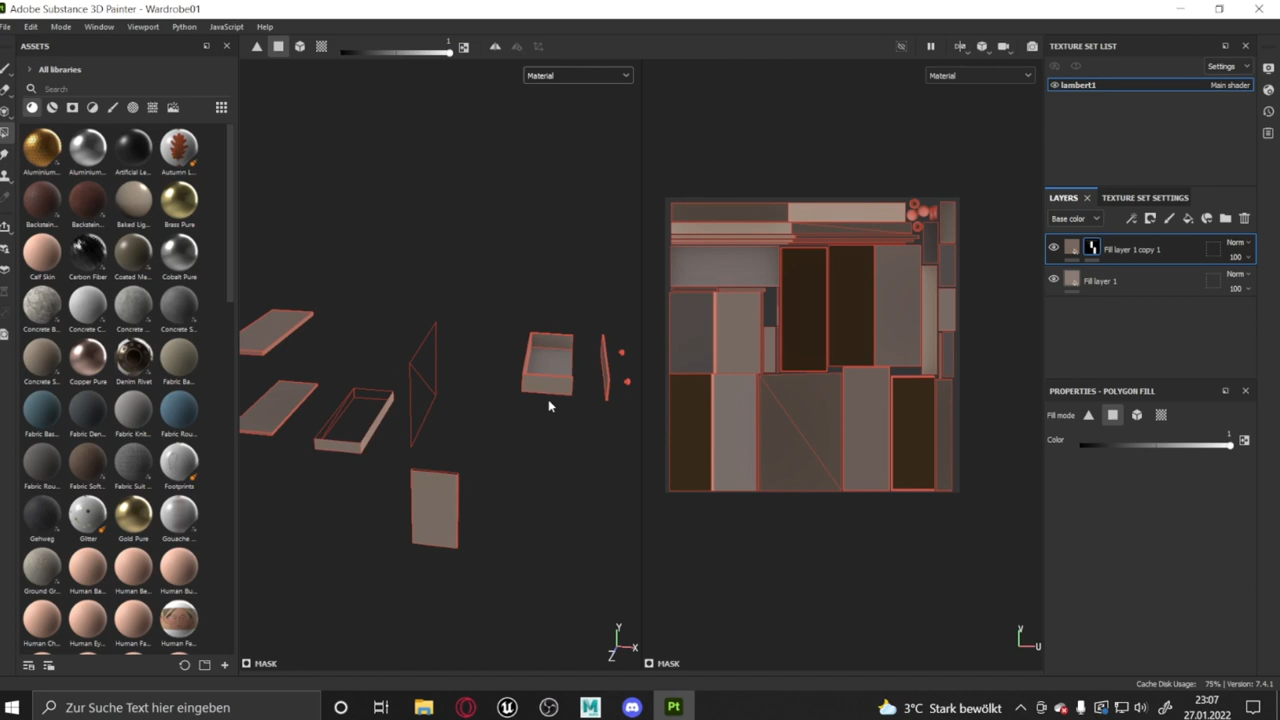 Adobe Substance 3D Painter - Wardrobe01
File Edit Mode Window Viewport Python JavaScript Help
ASSETS
All libraries
Search
Aluminium... Aluminium... Artificial Le... Autumn L...
Backstein... Backstein... Baked Lig... Brass Pure
Calf Skin Carbon Fiber Coated Me... Cobalt Pure
Concrete B... Concrete C... Concrete ... Concrete S...
Concrete S... Copper Pure Denim Rivet Fabric Ba...
Fabric Bas... Fabric Den... Fabric Knit... Fabric Rou...
Fabric Rou... Fabric Soft... Fabric Suit ... Footprints
Gehweg Glitter Gold Pure Gouache ...
Ground Gr... Human Ba... Human Be... Human Bu...
Human Ch... Human Ey... Human Fa... Human Fe...
1
Material
Material
Y
X
Z
V
U
MASK
MASK
TEXTURE SET LIST
Settings
lambert1 Main shader
LAYERS TEXTURE SET SETTINGS
Base color
Fill layer 1 copy 1 Norm
100
Fill layer 1 Norm
100
PROPERTIES - POLYGON FILL
Fill mode
Color 1
Cache Disk Usage: 75% | Version: 7.4.1
Zur Suche Text hier eingeben
Pt
3°C Stark bewölkt
23:07
27.01.2022